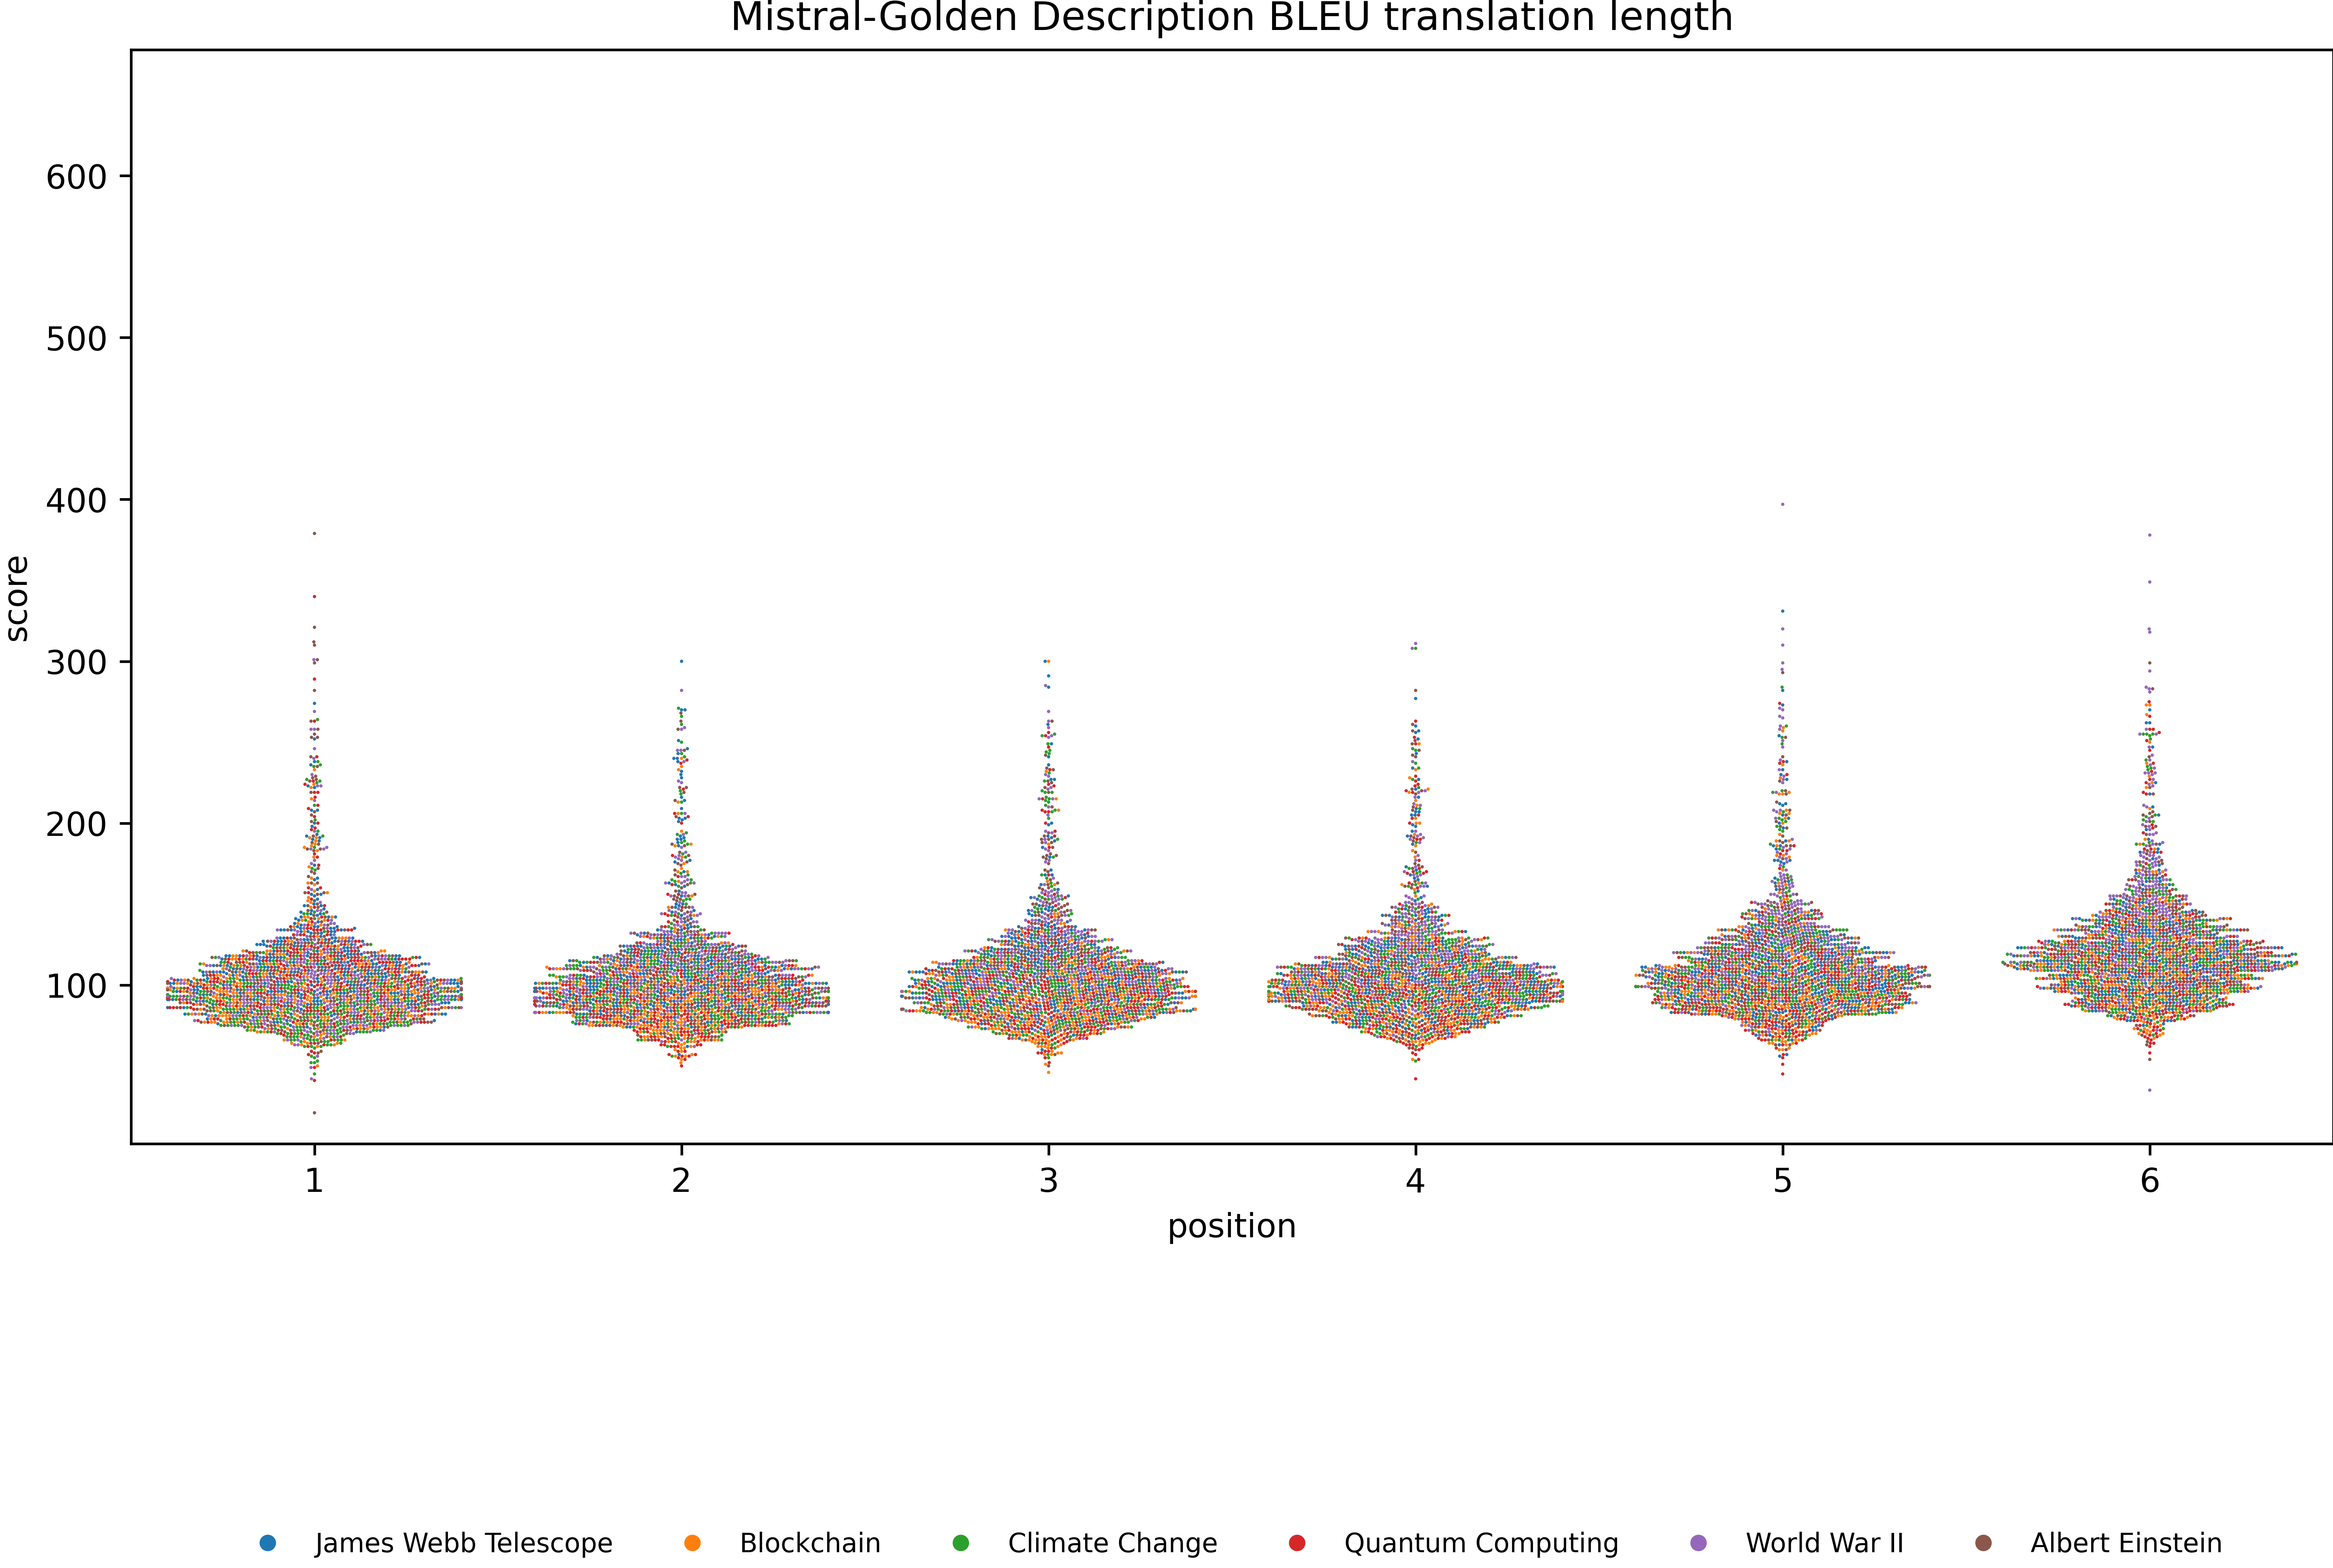 Mistral-Golden Description BLEU translation length
600
500
400
300
200
100
score
1 2 3 4 5 6
position
James Webb Telescope Blockchain Climate Change Quantum Computing World War II Albert Einstein